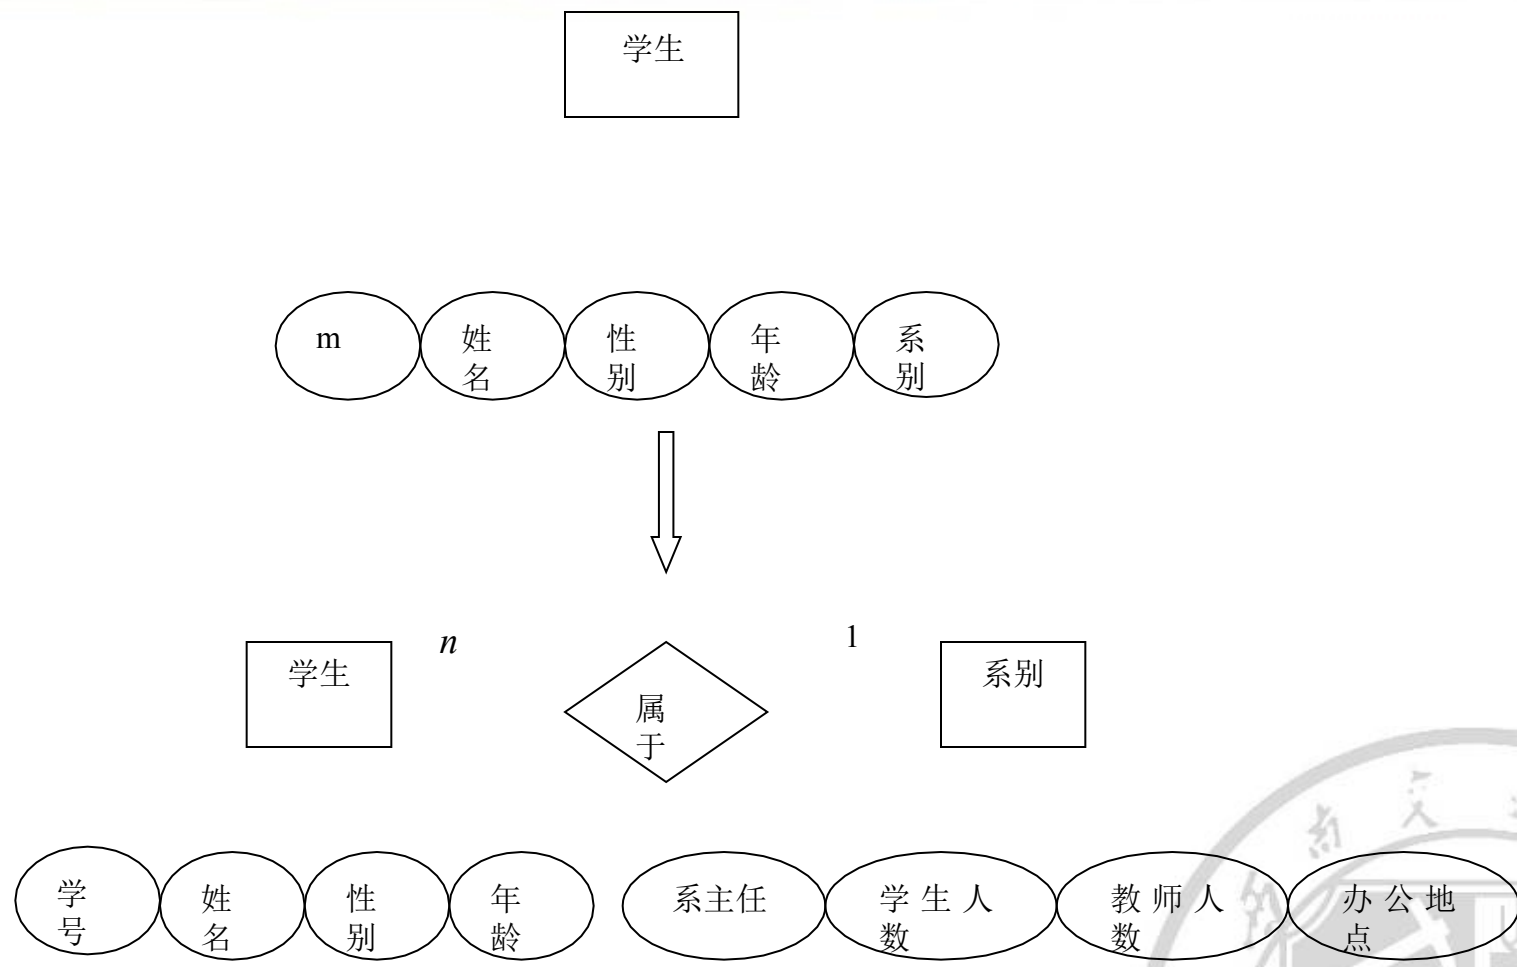 学生
m
姓
名
性
别
年
龄
系
别
n
1
学生
属
于
系别
学
号
姓
名
性
别
年
龄
系主任
学 生 人
数
教 师 人
数
办 公 地
点